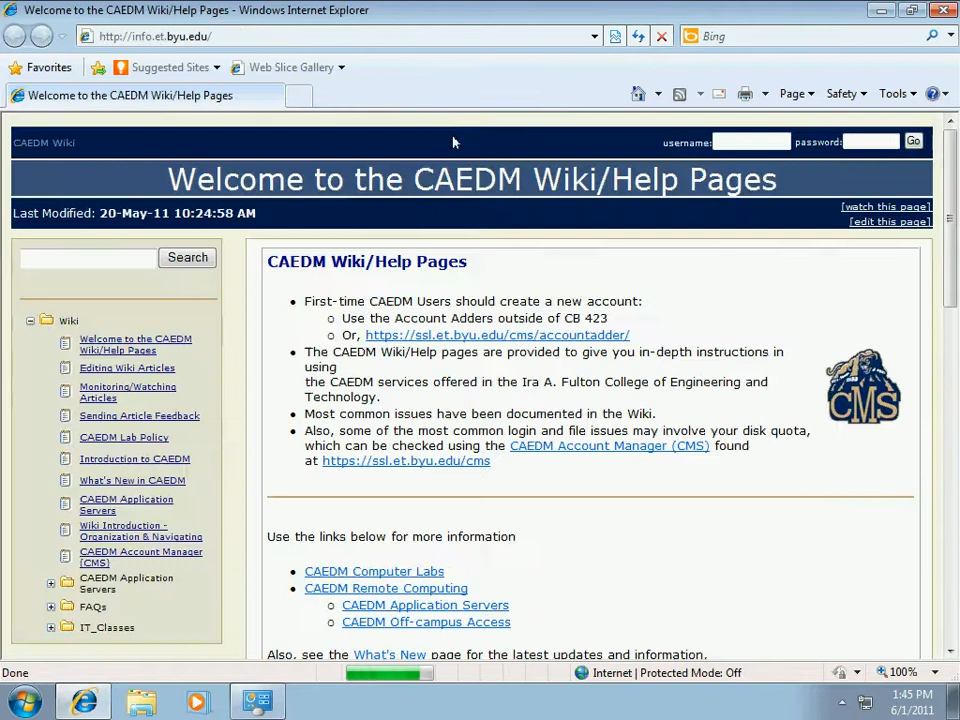 Welcome to the CAEDM Wiki/Help Pages - Windows Internet Explorer
http://info.et.byu.edu/
Bing
Favorites
Suggested Sites
Web Slice Gallery
Welcome to the CAEDM Wiki/Help Pages
Page
Safety
Tools
CAEDM Wiki
username:
password:
Go
Welcome to the CAEDM Wiki/Help Pages
Last Modified: 20-May-11 10:24:58 AM
[watch this page]
[edit this page]
Search
Wiki
Welcome to the CAEDM
Wiki/Help Pages
Editing Wiki Articles
Monitoring/Watching
Articles
Sending Article Feedback
CAEDM Lab Policy
Introduction to CAEDM
What's New in CAEDM
CAEDM Application
Servers
Wiki Introduction -
Organization & Navigating
CAEDM Account Manager
(CMS)
CAEDM Application
Servers
FAQs
IT_Classes
CAEDM Wiki/Help Pages
First-time CAEDM Users should create a new account:
Use the Account Adders outside of CB 423
Or, https://ssl.et.byu.edu/cms/accountadder/
The CAEDM Wiki/Help pages are provided to give you in-depth instructions in
using
the CAEDM services offered in the Ira A. Fulton College of Engineering and
Technology.
Most common issues have been documented in the Wiki.
Also, some of the most common login and file issues may involve your disk quota,
which can be checked using the CAEDM Account Manager (CMS) found
at https://ssl.et.byu.edu/cms
CMS
Use the links below for more information
CAEDM Computer Labs
CAEDM Remote Computing
CAEDM Application Servers
CAEDM Off-campus Access
Also, see the What's New page for the latest updates and information.
Done
Internet | Protected Mode: Off
100%
1:45 PM
6/1/2011